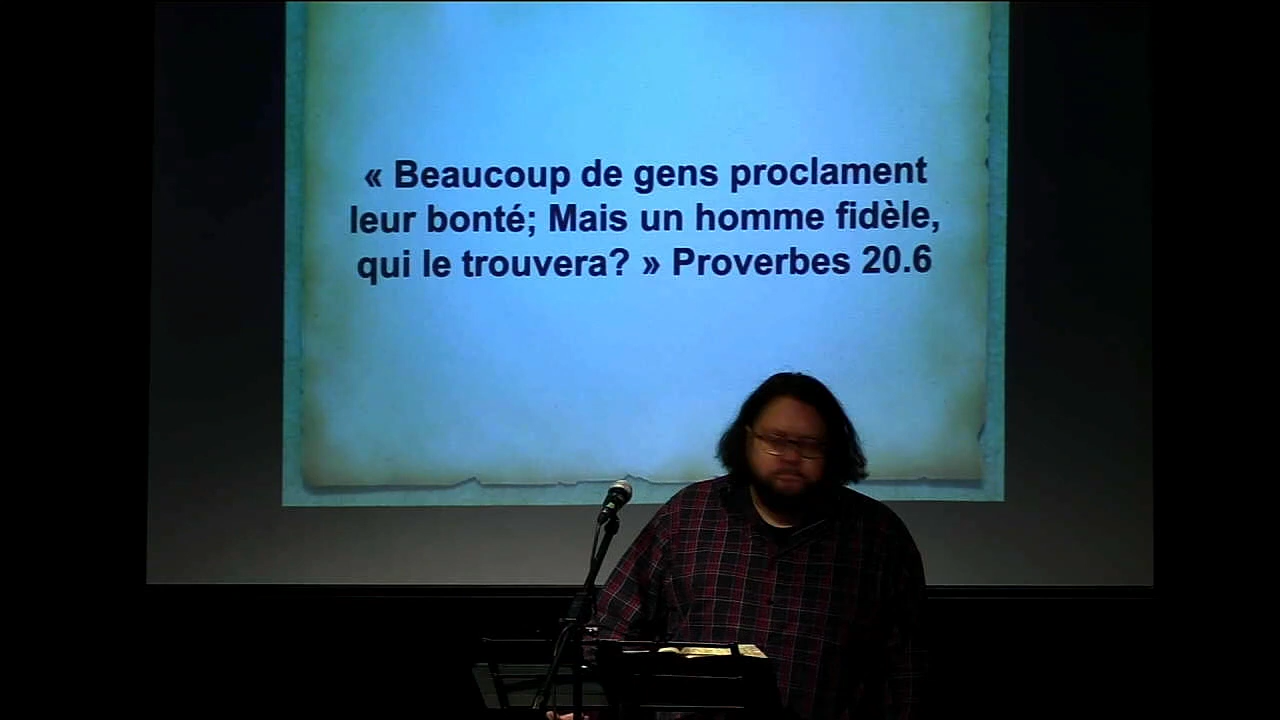 « Beaucoup de gens proclament
leur bonté; Mais un homme fidèle,
qui le trouvera? » Proverbes 20.6